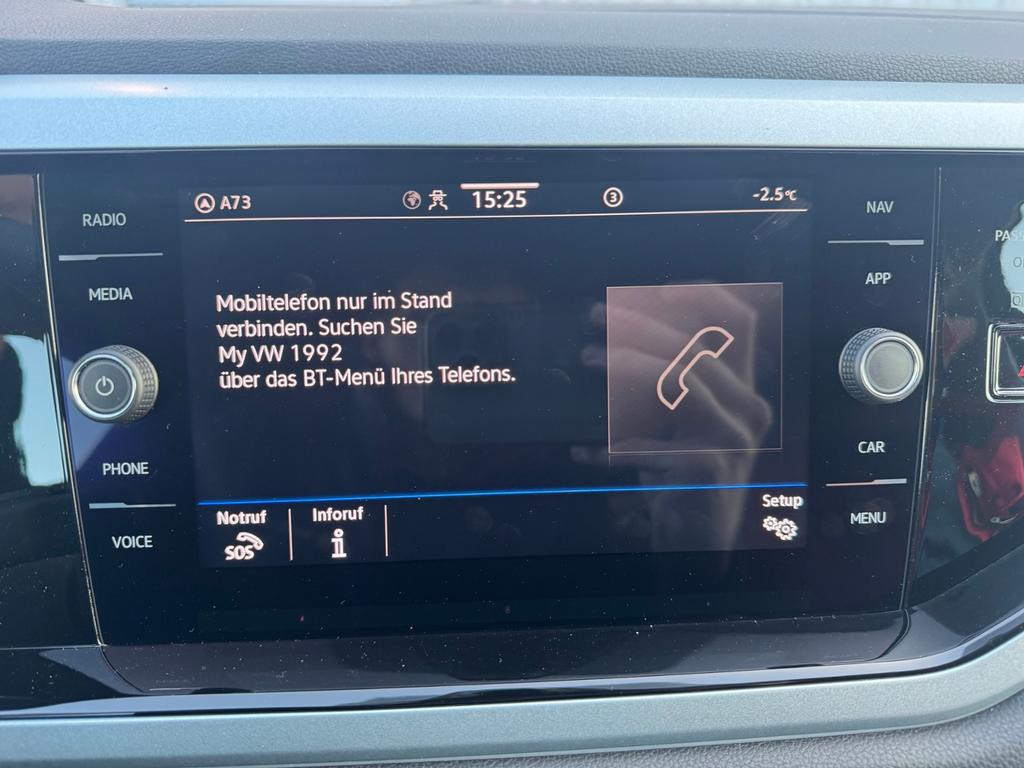 A73 15:25 3 -2.5°C
RADIO
MEDIA
PHONE
VOICE
Mobiltelefon nur im Stand
verbinden. Suchen Sie
My VW 1992
über das BT-Menü Ihres Telefons.
Notruf
SOS
Inforuf
i
Setup
NAV
APP
CAR
MENU